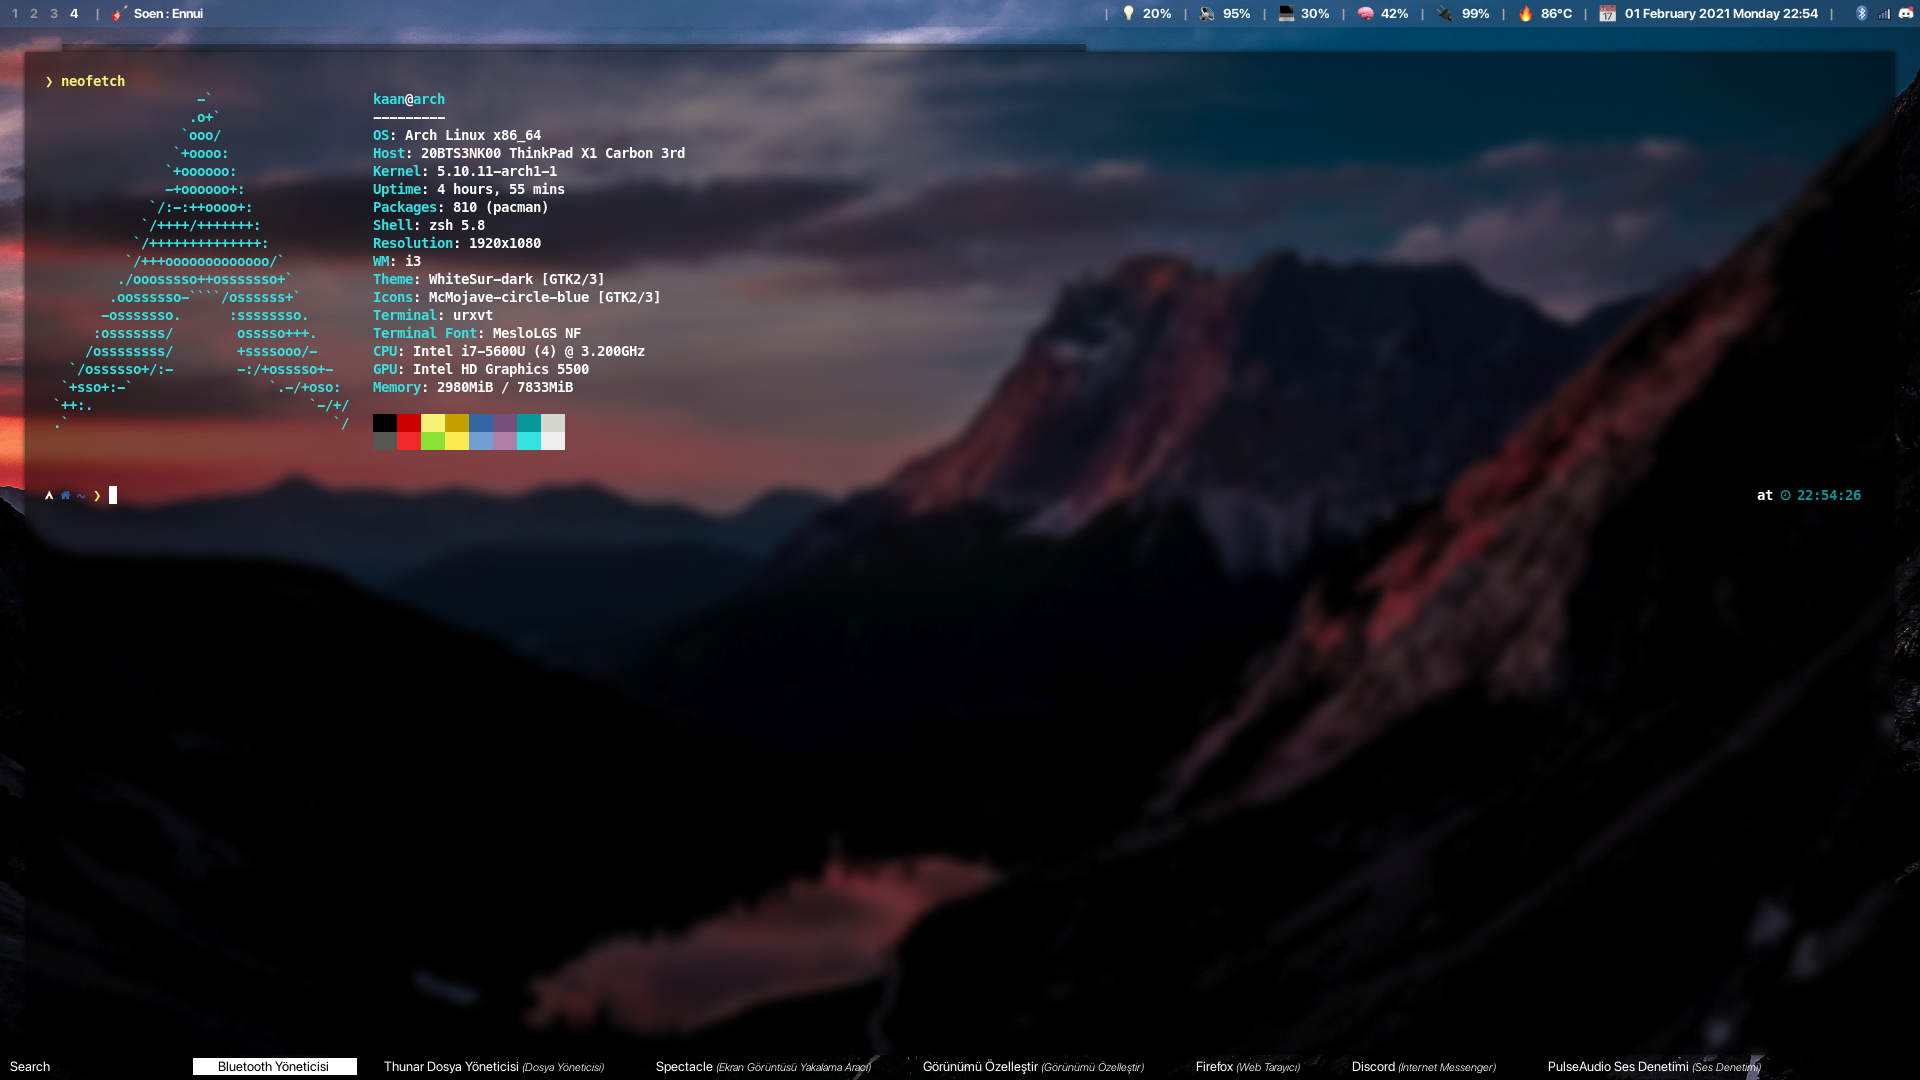 1 2 3 4 | Soen : Ennui | 20% | 95% | 30% | 42% | 99% | 86°C | 01 February 2021 Monday 22:54 |
❯ neofetch
-` kaan@arch
.o+` ---------
`ooo/ OS: Arch Linux x86_64
`+oooo: Host: 20BTS3NK00 ThinkPad X1 Carbon 3rd
`+oooooo: Kernel: 5.10.11-arch1-1
-+oooooo+: Uptime: 4 hours, 55 mins
`/:-:++oooo+: Packages: 810 (pacman)
`/++++/+++++++: Shell: zsh 5.8
`/++++++++++++++: Resolution: 1920x1080
`/+++ooooooooooooo/` WM: i3
./ooosssso++osssssso+` Theme: WhiteSur-dark [GTK2/3]
.oossssso-````/ossssss+` Icons: McMojave-circle-blue [GTK2/3]
-osssssso. :ssssssso. Terminal: urxvt
:osssssss/ osssso+++. Terminal Font: MesloLGS NF
/ossssssss/ +ssssooo/- CPU: Intel i7-5600U (4) @ 3.200GHz
`/ossssso+/:- -:/+osssso+- GPU: Intel HD Graphics 5500
`+sso+:-` `.-/+oso: Memory: 2980MiB / 7833MiB
`++:. `-/+/
.` `/
~ ❯ at 22:54:26
Search Bluetooth Yöneticisi Thunar Dosya Yöneticisi (Dosya Yöneticisi) Spectacle (Ekran Görüntüsü Yakalama Aracı) Görünümü Özelleştir (Görünümü Özelleştir) Firefox (Web Tarayıcı) Discord (Internet Messenger) PulseAudio Ses Denetimi (Ses Denetimi)